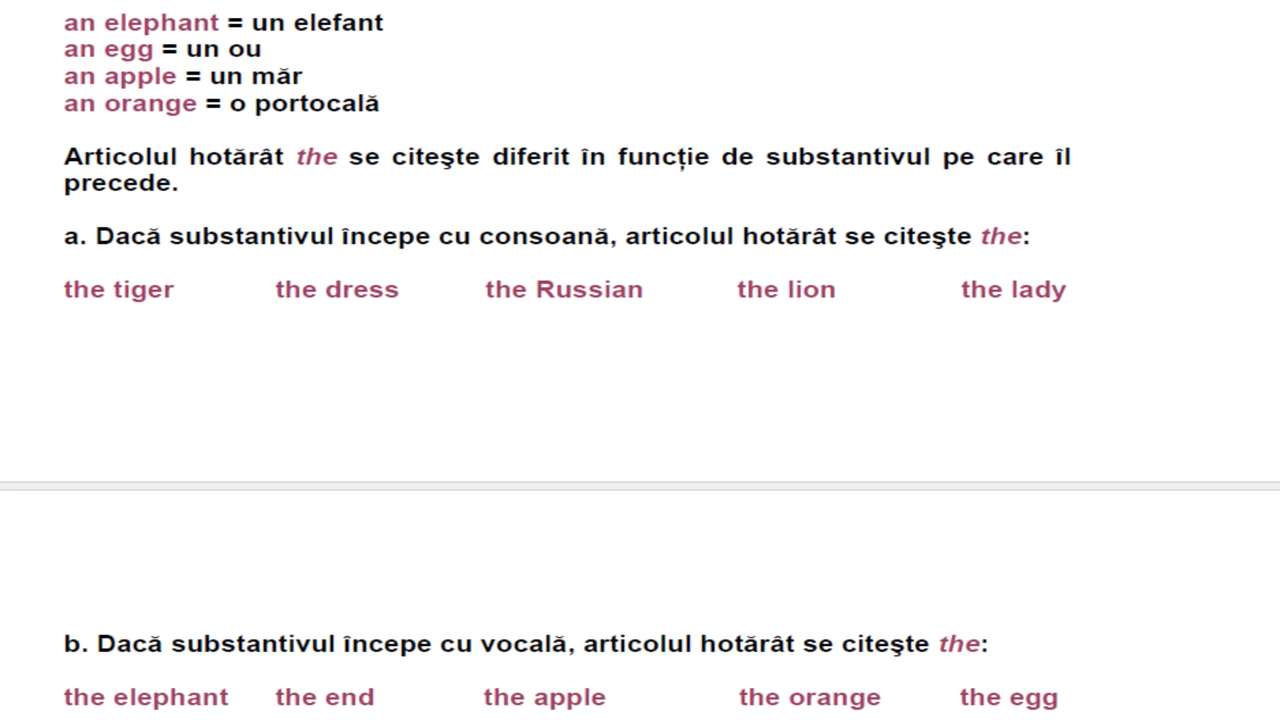 an elephant = un elefant
an egg = un ou
an apple = un măr
an orange = o portocală
Articolul hotărât the se citeşte diferit în funcţie de substantivul pe care îl
precede.
a. Dacă substantivul începe cu consoană, articolul hotărât se citeşte the:
the tiger the dress the Russian the lion the lady
b. Dacă substantivul începe cu vocală, articolul hotărât se citeşte the:
the elephant the end the apple the orange the egg